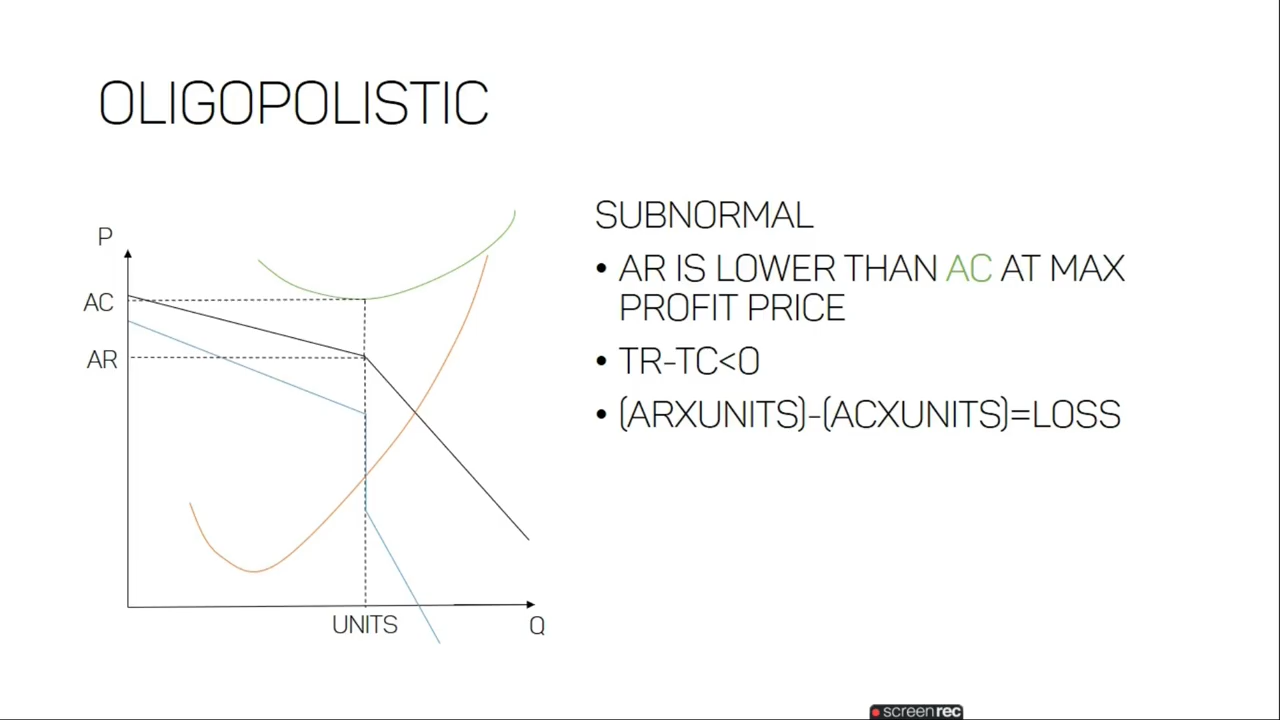 OLIGOPOLISTIC
P
AC
AR
UNITS
Q
SUBNORMAL
• AR IS LOWER THAN AC AT MAX
PROFIT PRICE
• TR-TC<0
• (ARXUNITS)-(ACXUNITS)=LOSS
screenrec